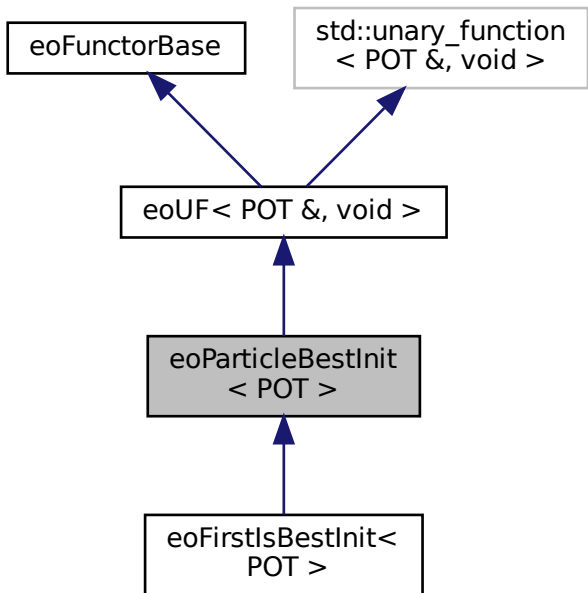 eoFunctorBase
std::unary_function
< POT &, void >
eoUF< POT &, void >
eoParticleBestInit
< POT >
eoFirstIsBestInit<
POT >